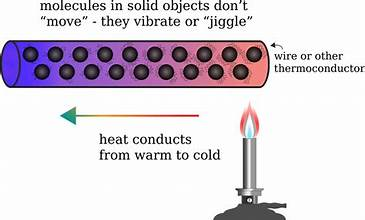 molecules in solid objects don't
"move" - they vibrate or "jiggle"
wire or other
thermoconductor
heat conducts
from warm to cold